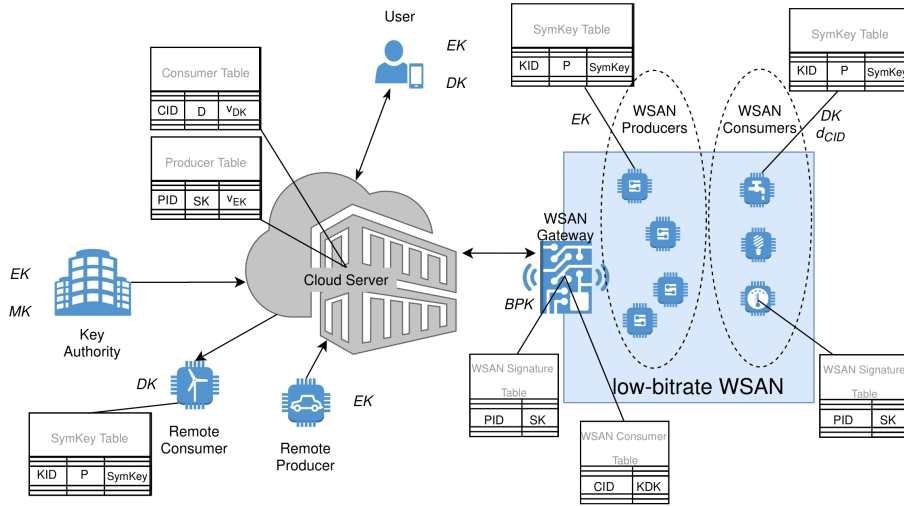 User
EK
DK
SymKey Table
KID P SymKey
SymKey Table
KID P SymKey
Consumer Table
CID D VDK
Producer Table
PID SK VEK
EK
WSAN
Producers
WSAN
Consumers
DK
dCID
WSAN
Gateway
BPK
Cloud Server
EK
MK
Key
Authority
DK
Remote
Consumer
EK
Remote
Producer
SymKey Table
KID P SymKey
WSAN Signature
Table
PID SK
low-bitrate WSAN
WSAN Consumer
Table
CID KDK
WSAN Signature
Table
PID SK